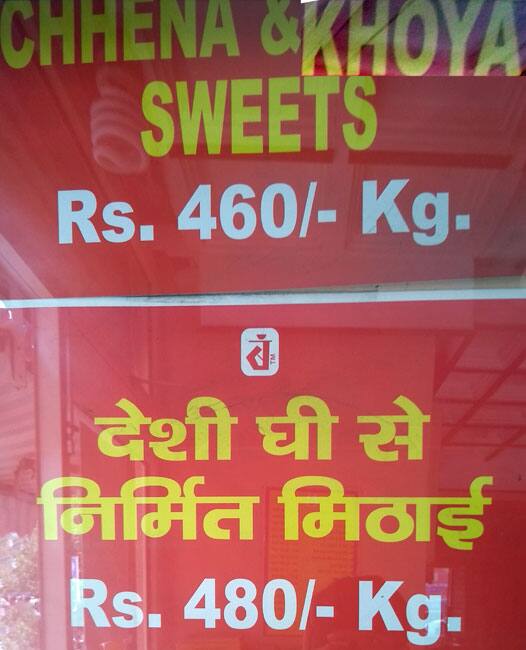 CHHENA & KHOYA
SWEETS
Rs. 460/- Kg.
देशी घी से
निर्मित मिठाई
Rs. 480/- Kg.